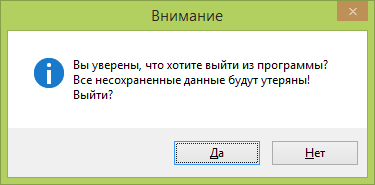 Внимание
Вы уверены, что хотите выйти из программы?
Все несохраненные данные будут утеряны!
Выйти?
Да
Нет